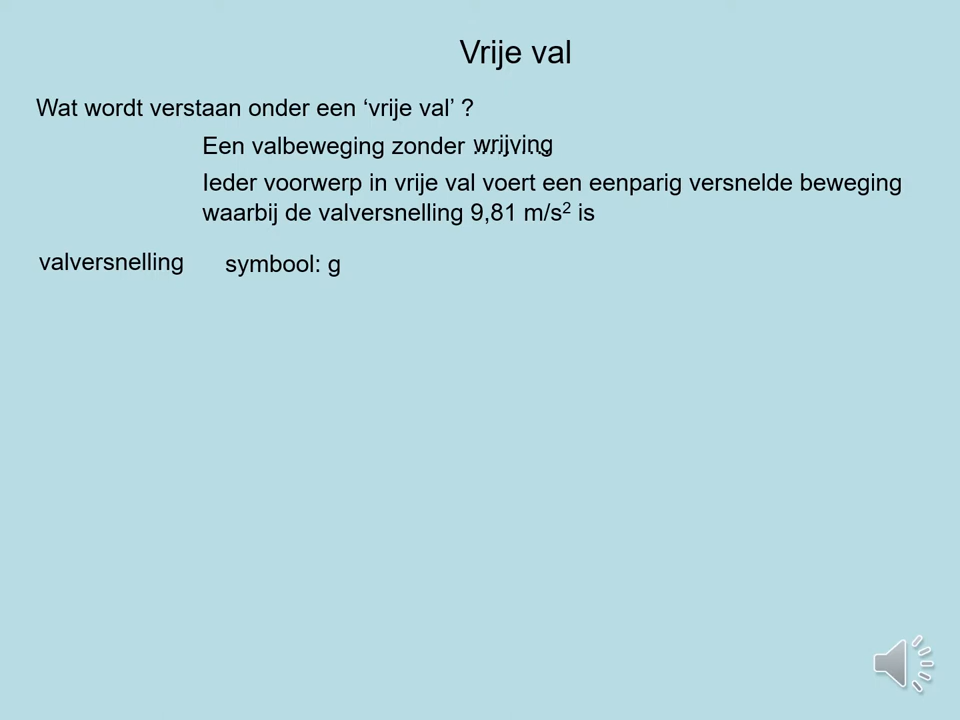 Vrije val
Wat wordt verstaan onder een ‘vrije val’ ?
Een valbeweging zonder wrijving
Ieder voorwerp in vrije val voert een eenparig versnelde beweging
waarbij de valversnelling 9,81 m/s² is
valversnelling symbool: g